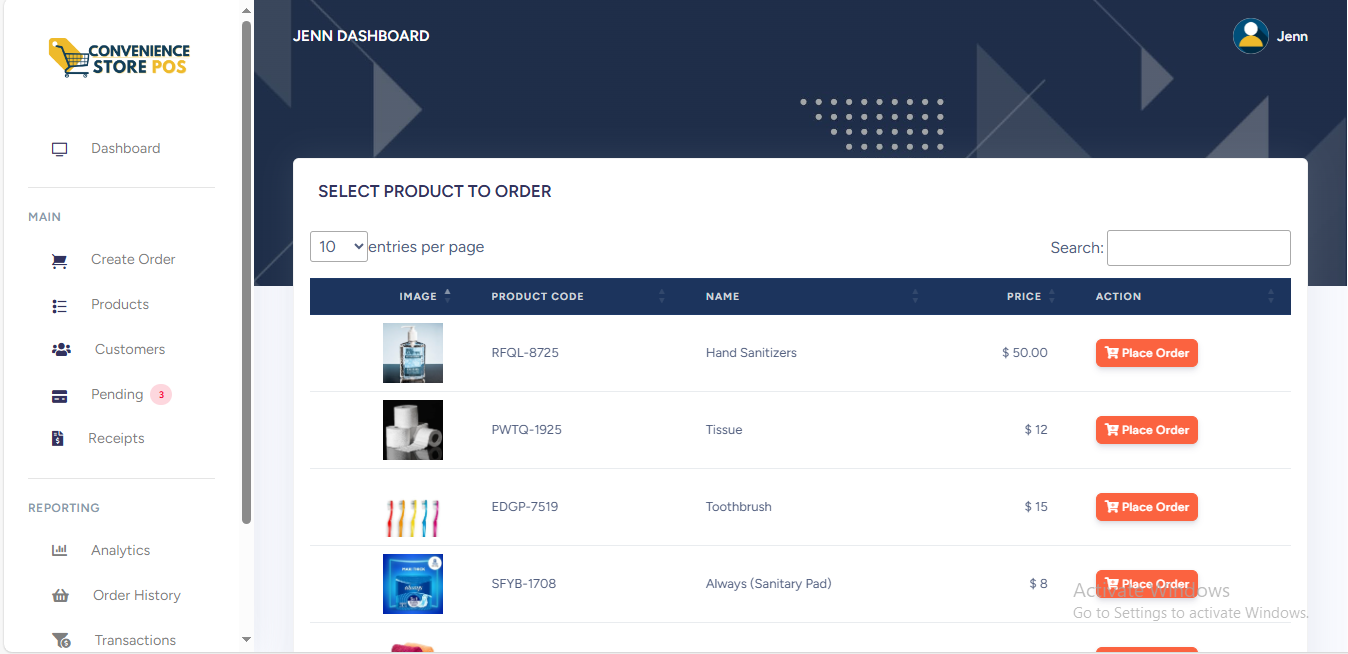 CONVENIENCE
STORE POS
Dashboard
MAIN
Create Order
Products
Customers
Pending 3
Receipts
REPORTING
Analytics
Order History
Transactions
JENN DASHBOARD
Jenn
SELECT PRODUCT TO ORDER
10 entries per page
Search:
IMAGE PRODUCT CODE NAME PRICE ACTION
RFQL-8725 Hand Sanitizers $ 50.00 Place Order
PWTQ-1925 Tissue $ 12 Place Order
EDGP-7519 Toothbrush $ 15 Place Order
SFYB-1708 Always (Sanitary Pad) $ 8 Place Order
Activate Windows
Go to Settings to activate Windows.